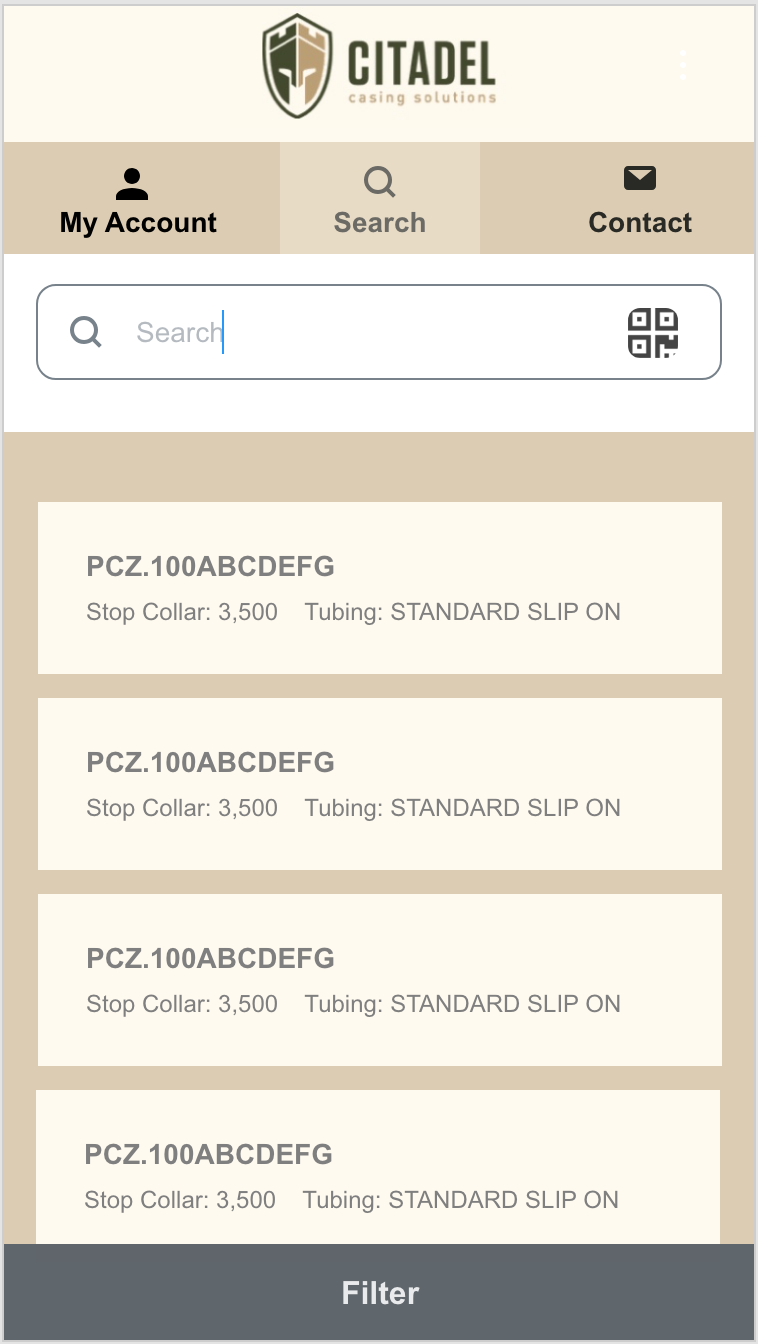 CITADEL
casing solutions
My Account
Search
Contact
Search
PCZ.100ABCDEFG
Stop Collar: 3,500 Tubing: STANDARD SLIP ON
PCZ.100ABCDEFG
Stop Collar: 3,500 Tubing: STANDARD SLIP ON
PCZ.100ABCDEFG
Stop Collar: 3,500 Tubing: STANDARD SLIP ON
PCZ.100ABCDEFG
Stop Collar: 3,500 Tubing: STANDARD SLIP ON
Filter